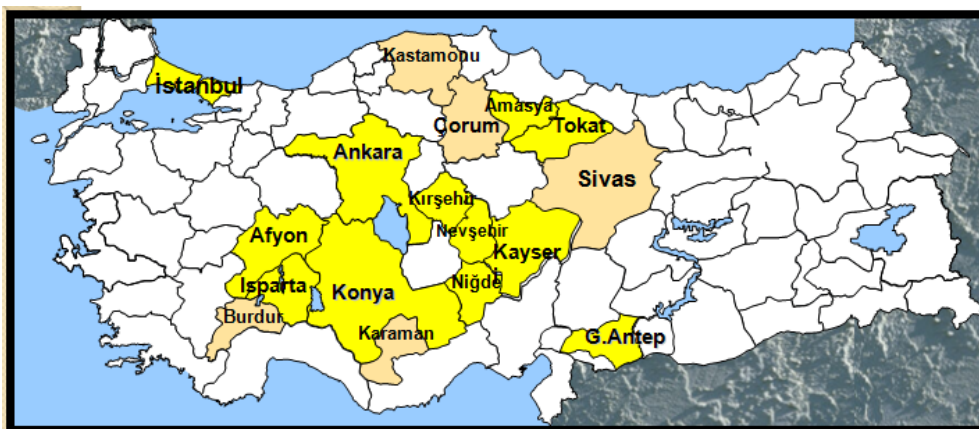 Kastamonu
İstanbul
Amasya
Çorum
Tokat
Ankara
Sivas
Kırşehir
Nevşehir
Afyon
Kayser
i
Niğde
Isparta
Konya
Burdur
Karaman
G.Antep